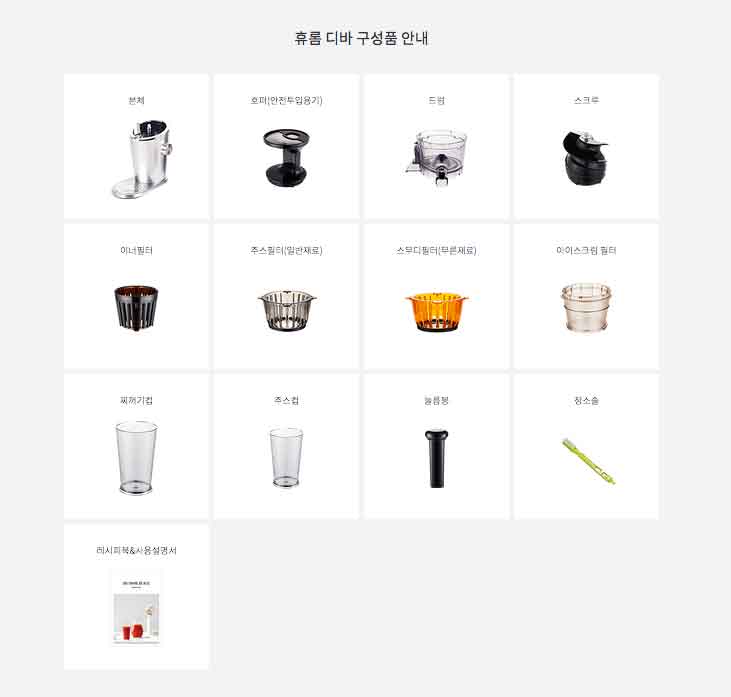 휴롬 디바 구성품 안내
본체
호퍼(안전투입용기)
드럼
스크루
이너필터
주스필터(일반재료)
스무디필터(무른재료)
아이스크림 필터
찌꺼기컵
주스컵
눌름봉
청소솔
레시피북&사용설명서